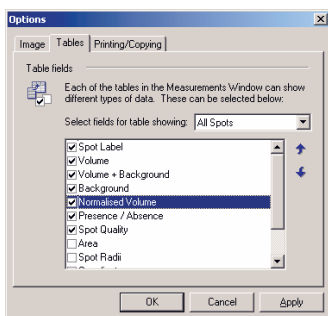 Options
Image Tables Printing/Copying
Table fields
Each of the tables in the Measurements Window can show
different types of data. These can be selected below:
Select fields for table showing: All Spots
Spot Label
Volume
Volume + Background
Background
Normalised Volume
Presence / Absence
Spot Quality
Area
Spot Radii
OK Cancel Apply